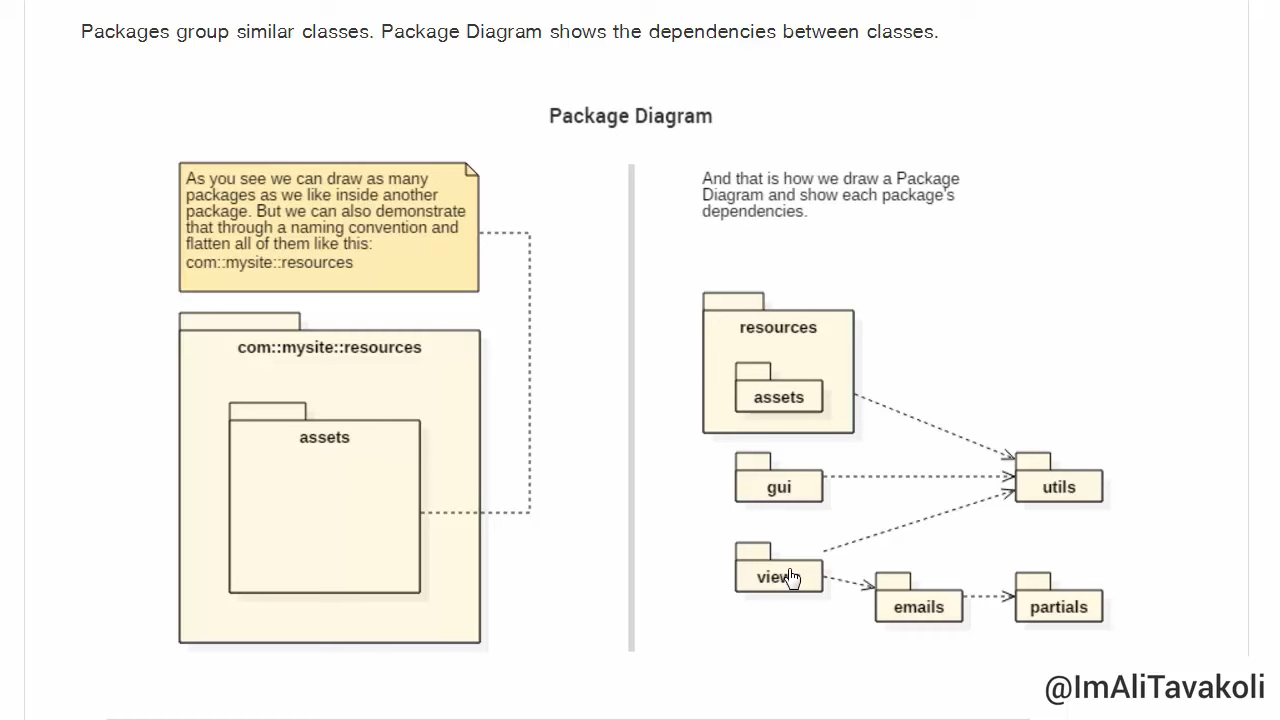 Packages group similar classes. Package Diagram shows the dependencies between classes.
Package Diagram
As you see we can draw as many
packages as we like inside another
package. But we can also demonstrate
that through a naming convention and
flatten all of them like this:
com::mysite::resources
com::mysite::resources
assets
And that is how we draw a Package
Diagram and show each package's
dependencies.
resources
assets
gui
utils
emails
partials
@ImAliTavakoli